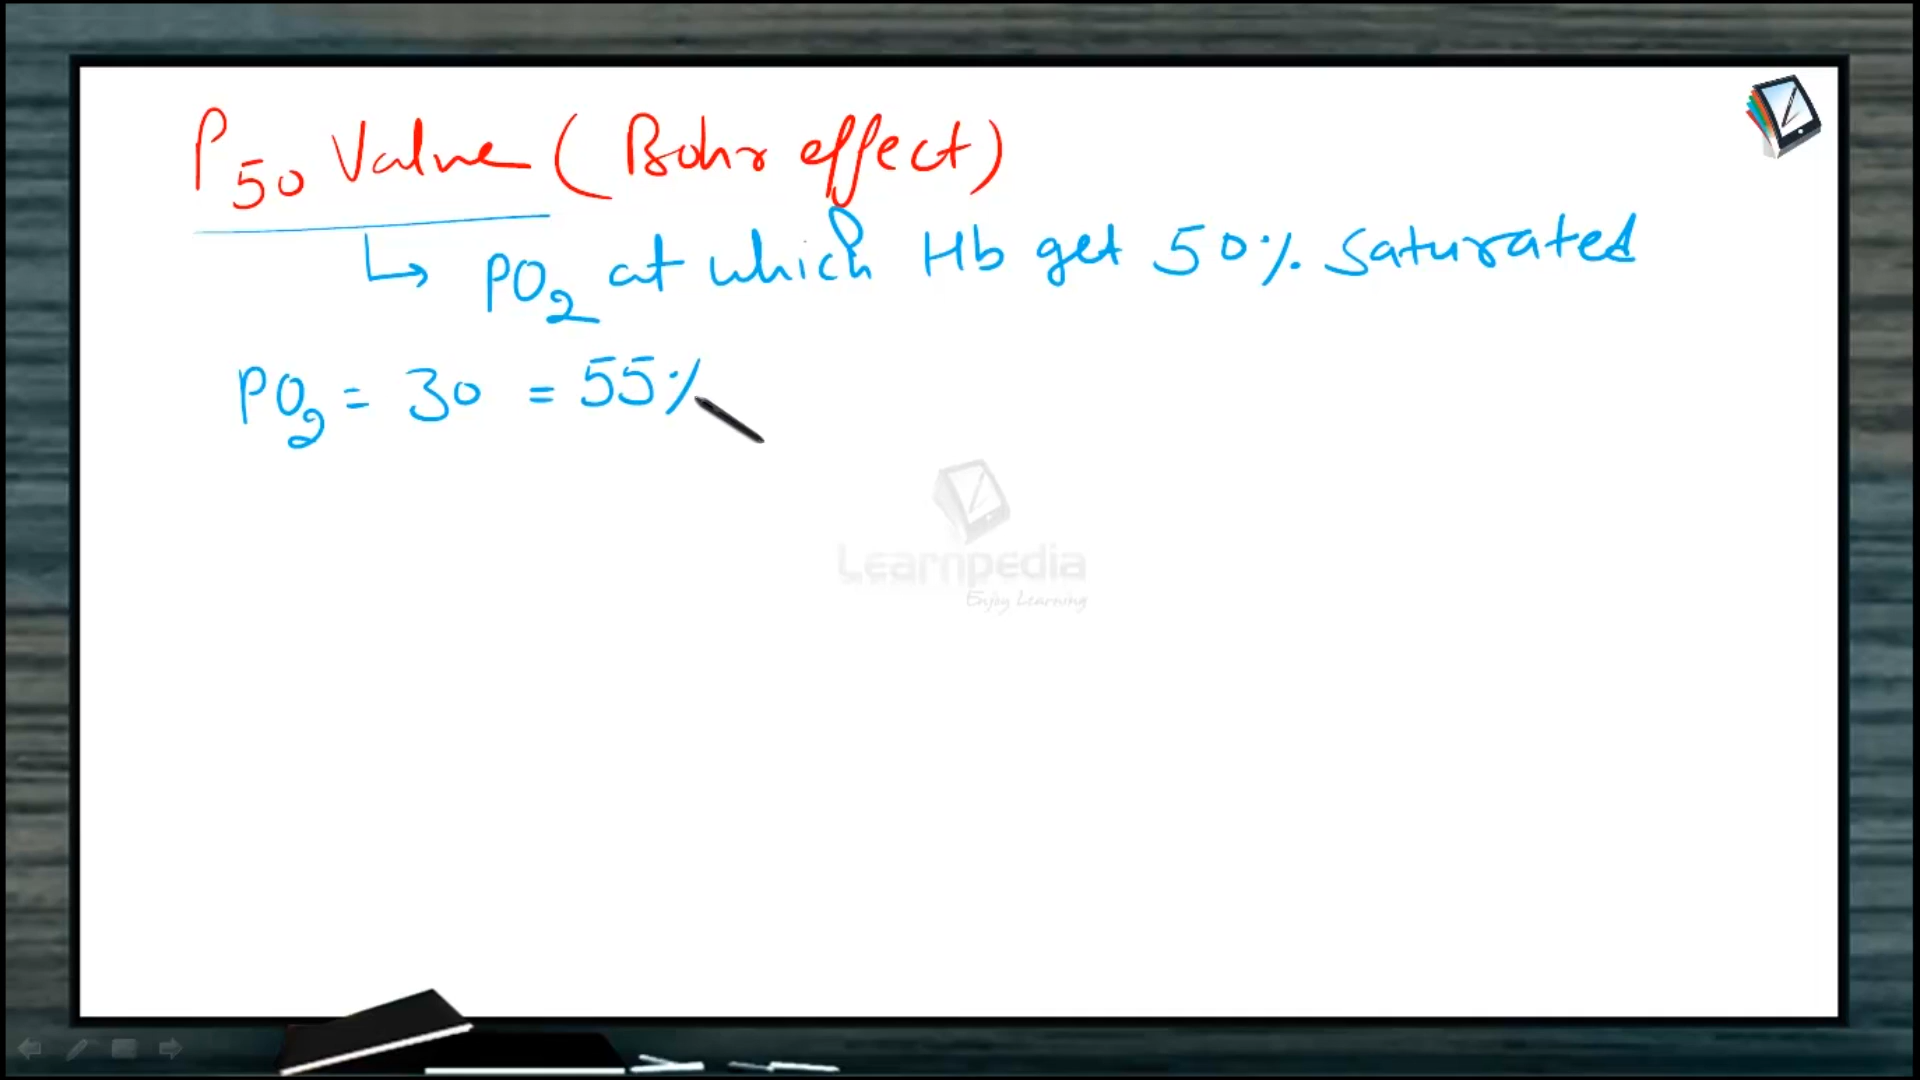 P50 Value (Bohr effect)
↳ PO2 at which Hb get 50% saturated
PO2 = 30 = 55%
Learnpedia
Enjoy Learning